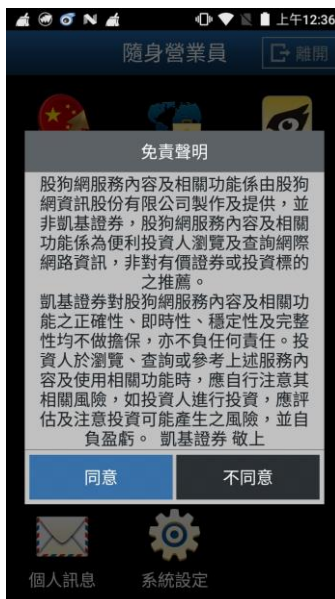 上午12:36
隨身營業員
離開
免責聲明
股狗網服務內容及相關功能係由股狗
網資訊股份有限公司製作及提供，並
非凱基證券，股狗網服務內容及相關
功能係為便利投資人瀏覽及查詢網際
網路資訊，非對有價證券或投資標的
之推薦。
凱基證券對股狗網服務內容及相關功
能之正確性、即時性、穩定性及完整
性均不做擔保，亦不負任何責任。投
資人於瀏覽、查詢或參考上述服務內
容及使用相關功能時，應自行注意其
相關風險，如投資人進行投資，應評
估及注意投資可能產生之風險，並自
負盈虧。 凱基證券 敬上
同意
不同意
個人訊息
系統設定